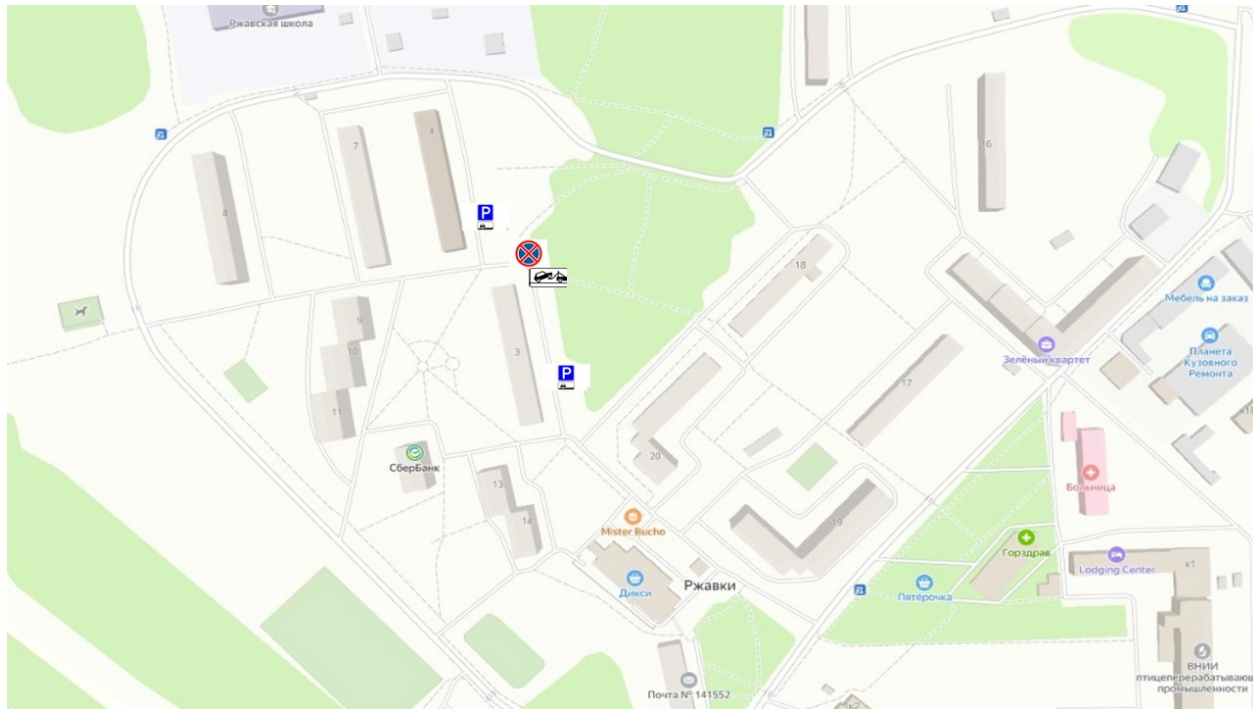 Ржавская школа
4
7
16
8
18
Мебель на заказ
9
3
10
Зелёный квартет
Планета
Кузовного
Ремонта
17
11
P
P
20
СберБанк
Больница
13
14
19
Mister Bucho
Горздрав
Lodging Center
к1
Дикси
Ржавки
Пятёрочка
ВНИИ
птицеперерабатывающ
промышленности
Почта № 141552
к2